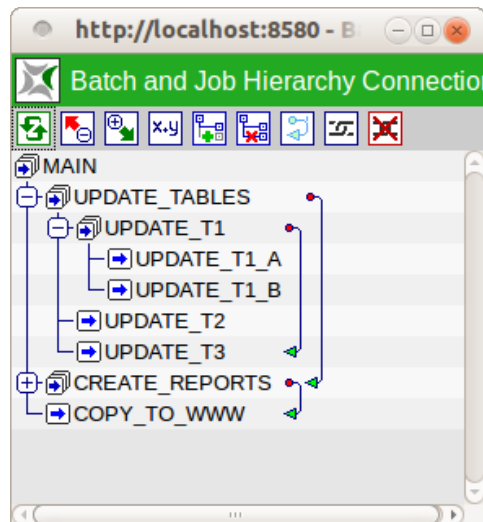 http://localhost:8580 - B
Batch and Job Hierarchy Connectio
x+y
MAIN
UPDATE_TABLES
UPDATE_T1
UPDATE_T1_A
UPDATE_T1_B
UPDATE_T2
UPDATE_T3
CREATE_REPORTS
COPY_TO_WWW